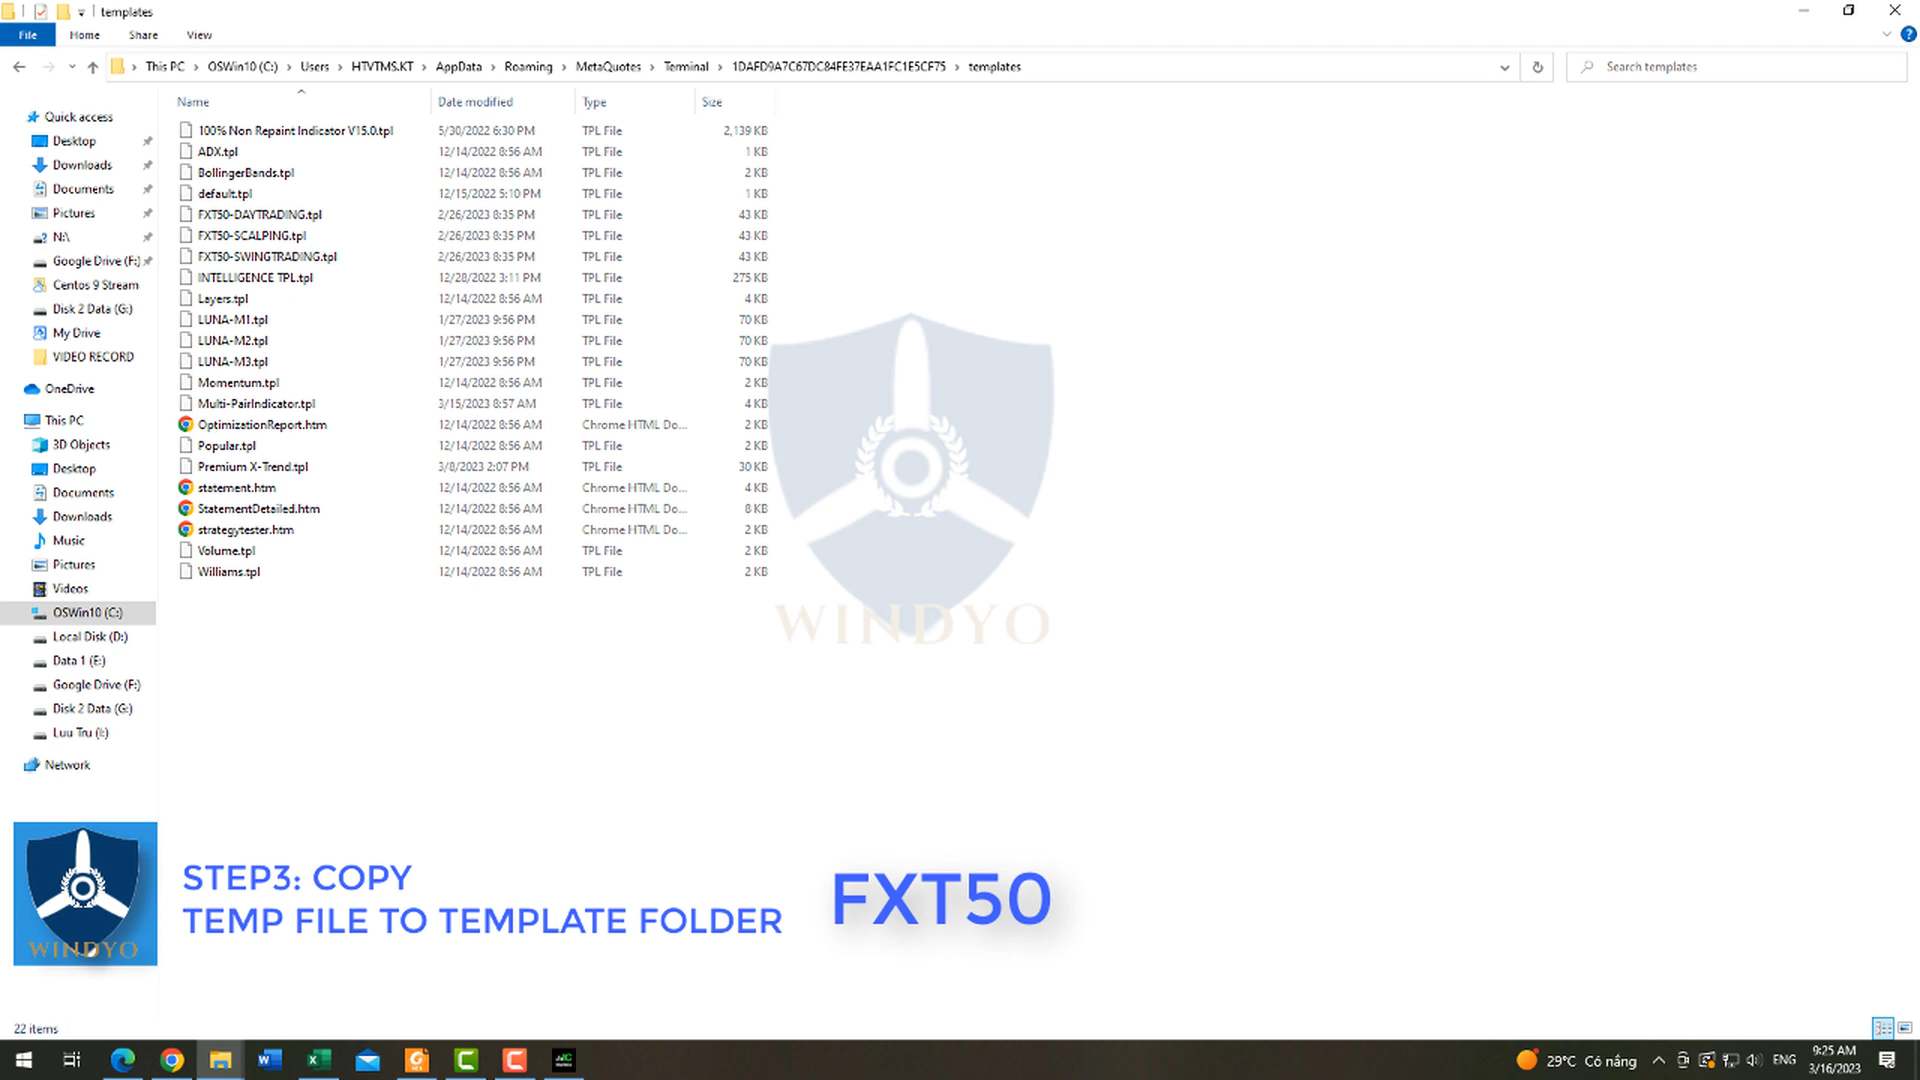 templates
File Home Share View
This PC OSWin10 (C:) Users HTVTMS.KT AppData Roaming MetaQuotes Terminal 1DAFD9A7C67DC84FE37EAA1FC1E5CF75 templates
Search templates
Name Date modified Type Size
Quick access
Desktop
Downloads
Documents
Pictures
N:\
Google Drive (F:)
Centos 9 Stream
Disk 2 Data (G:)
My Drive
VIDEO RECORD
OneDrive
This PC
3D Objects
Desktop
Documents
Downloads
Music
Pictures
Videos
OSWin10 (C:)
Local Disk (D:)
Data 1 (E:)
Google Drive (F:)
Disk 2 Data (G:)
Luu Tru (I:)
Network
100% Non Repaint Indicator V15.0.tpl 5/30/2022 6:30 PM TPL File 2,139 KB
ADX.tpl 12/14/2022 8:56 AM TPL File 1 KB
BollingerBands.tpl 12/14/2022 8:56 AM TPL File 2 KB
default.tpl 12/15/2022 5:10 PM TPL File 1 KB
FXT50-DAYTRADING.tpl 2/26/2023 8:35 PM TPL File 43 KB
FXT50-SCALPING.tpl 2/26/2023 8:35 PM TPL File 43 KB
FXT50-SWINGTRADING.tpl 2/26/2023 8:35 PM TPL File 43 KB
INTELLIGENCE TPL.tpl 12/28/2022 3:11 PM TPL File 275 KB
Layers.tpl 12/14/2022 8:56 AM TPL File 4 KB
LUNA-M1.tpl 1/27/2023 9:56 PM TPL File 70 KB
LUNA-M2.tpl 1/27/2023 9:56 PM TPL File 70 KB
LUNA-M3.tpl 1/27/2023 9:56 PM TPL File 70 KB
Momentum.tpl 12/14/2022 8:56 AM TPL File 2 KB
Multi-PairIndicator.tpl 3/15/2023 8:57 AM TPL File 4 KB
OptimizationReport.htm 12/14/2022 8:56 AM Chrome HTML Do... 2 KB
Popular.tpl 12/14/2022 8:56 AM TPL File 2 KB
Premium X-Trend.tpl 3/8/2023 2:07 PM TPL File 30 KB
statement.htm 12/14/2022 8:56 AM Chrome HTML Do... 4 KB
StatementDetailed.htm 12/14/2022 8:56 AM Chrome HTML Do... 8 KB
strategytester.htm 12/14/2022 8:56 AM Chrome HTML Do... 2 KB
Volume.tpl 12/14/2022 8:56 AM TPL File 2 KB
Williams.tpl 12/14/2022 8:56 AM TPL File 2 KB
WINDYO
WINDYO
STEP3: COPY
TEMP FILE TO TEMPLATE FOLDER
FXT50
22 items
29°C Có nắng
ENG
9:25 AM
3/16/2023